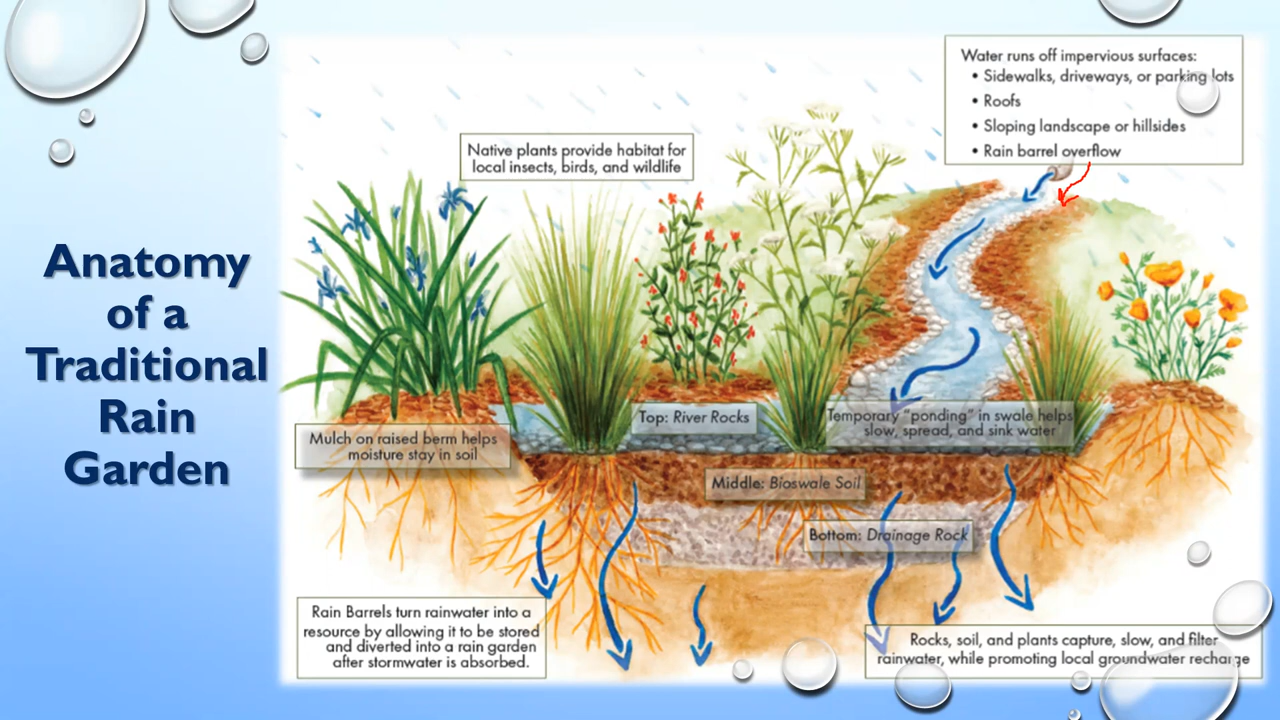 Anatomy
of a
Traditional
Rain
Garden
Water runs off impervious surfaces:
• Sidewalks, driveways, or parking lots
• Roofs
• Sloping landscape or hillsides
• Rain barrel overflow
Native plants provide habitat for
local insects, birds, and wildlife
Top: River Rocks
Temporary "ponding" in swale helps
slow, spread, and sink water
Mulch on raised berm helps
moisture stay in soil
Middle: Bioswale Soil
Bottom: Drainage Rock
Rain Barrels turn rainwater into a
resource by allowing it to be stored
and diverted into a rain garden
after stormwater is absorbed.
Rocks, soil, and plants capture, slow, and filter
rainwater, while promoting local groundwater recharge